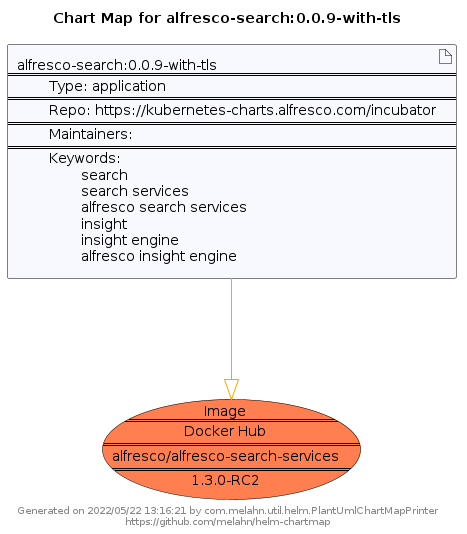 Chart Map for alfresco-search:0.0.9-with-tls
alfresco-search:0.0.9-with-tls
Type: application
Repo: https://kubernetes-charts.alfresco.com/incubator
Maintainers:
Keywords:
search
search services
alfresco search services
insight
insight engine
alfresco insight engine
Image
Docker Hub
alfresco/alfresco-search-services
1.3.0-RC2
Generated on 2022/05/22 13:16:21 by com.melahn.util.helm.PlantUmlChartMapPrinter
https://github.com/melahn/helm-chartmap